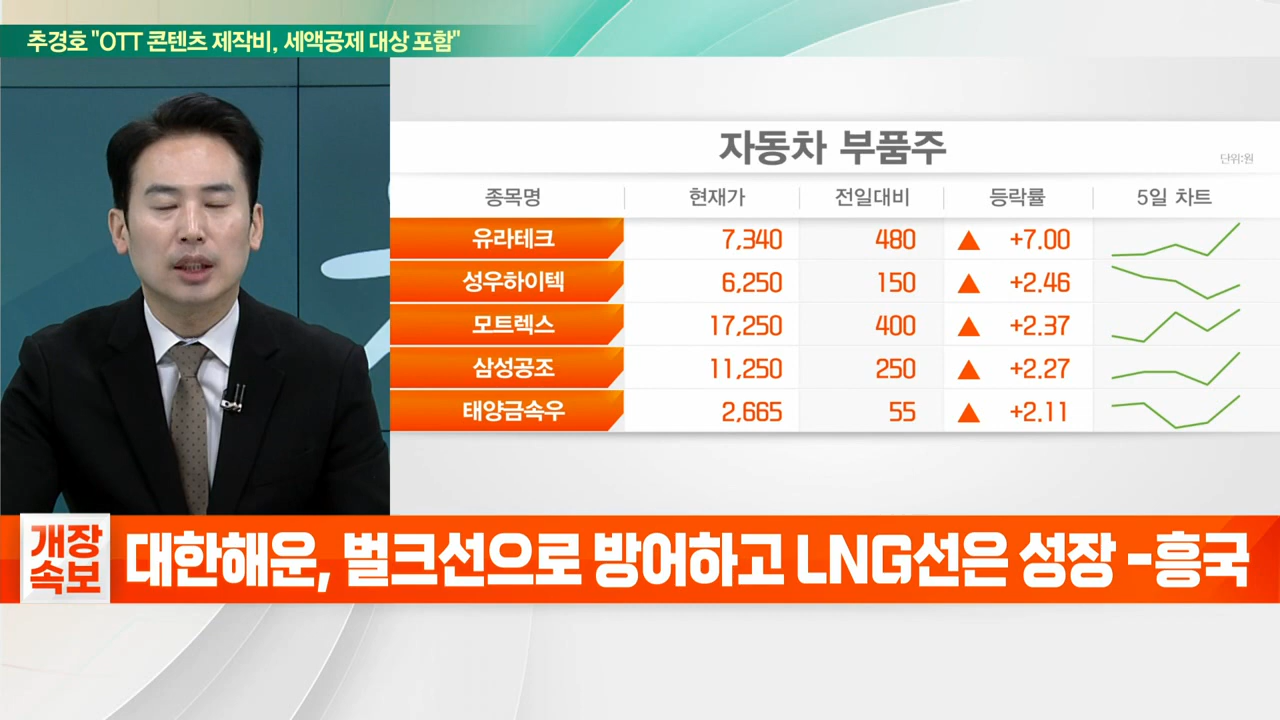 추경호 "OTT 콘텐츠 제작비, 세액공제 대상 포함"
자동차 부품주
단위:원
종목명 현재가 전일대비 등락률 5일 차트
유라테크 7,340 480 ▲ +7.00
성우하이텍 6,250 150 ▲ +2.46
모트렉스 17,250 400 ▲ +2.37
삼성공조 11,250 250 ▲ +2.27
태양금속우 2,665 55 ▲ +2.11
개장
속보
대한해운, 벌크선으로 방어하고 LNG선은 성장 -흥국